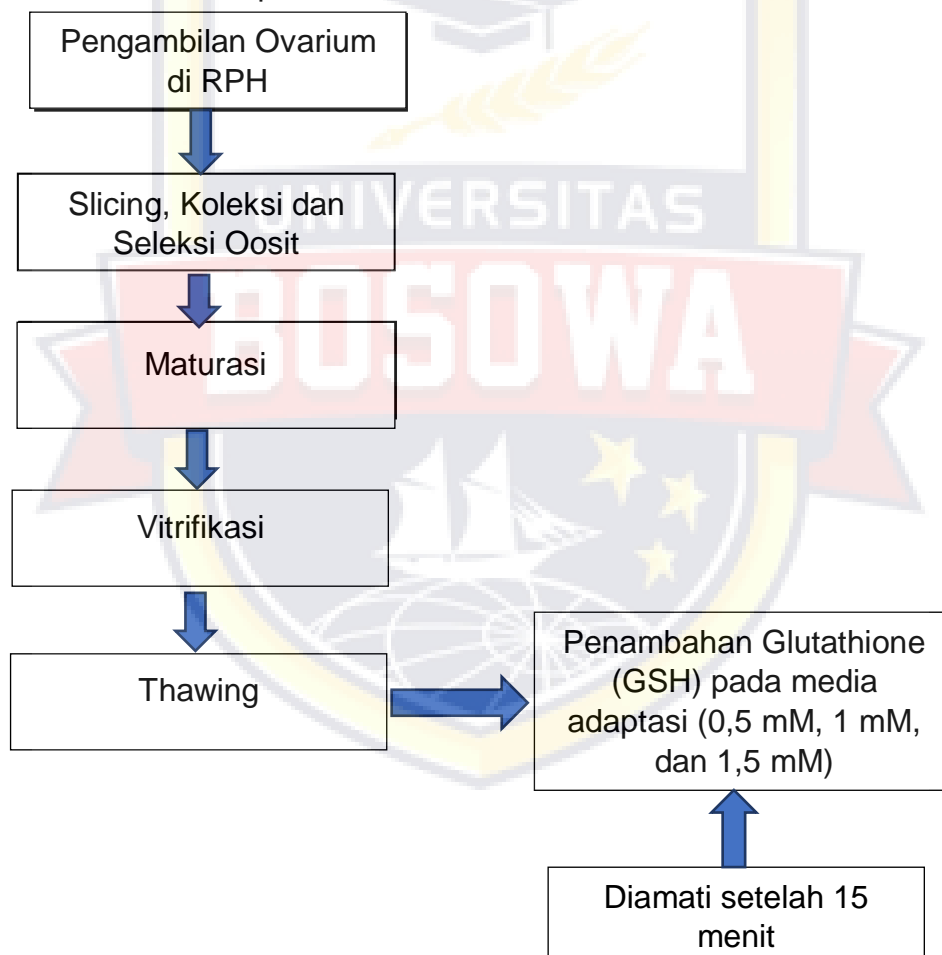 Pengambilan Ovarium
di RPH
Slicing, Koleksi dan
Seleksi Oosit
Maturasi
Vitrifikasi
Thawing
Penambahan Glutathione
(GSH) pada media
adaptasi (0,5 mM, 1 mM,
dan 1,5 mM)
Diamati setelah 15
menit
UNIVERSITAS
BOSOWA